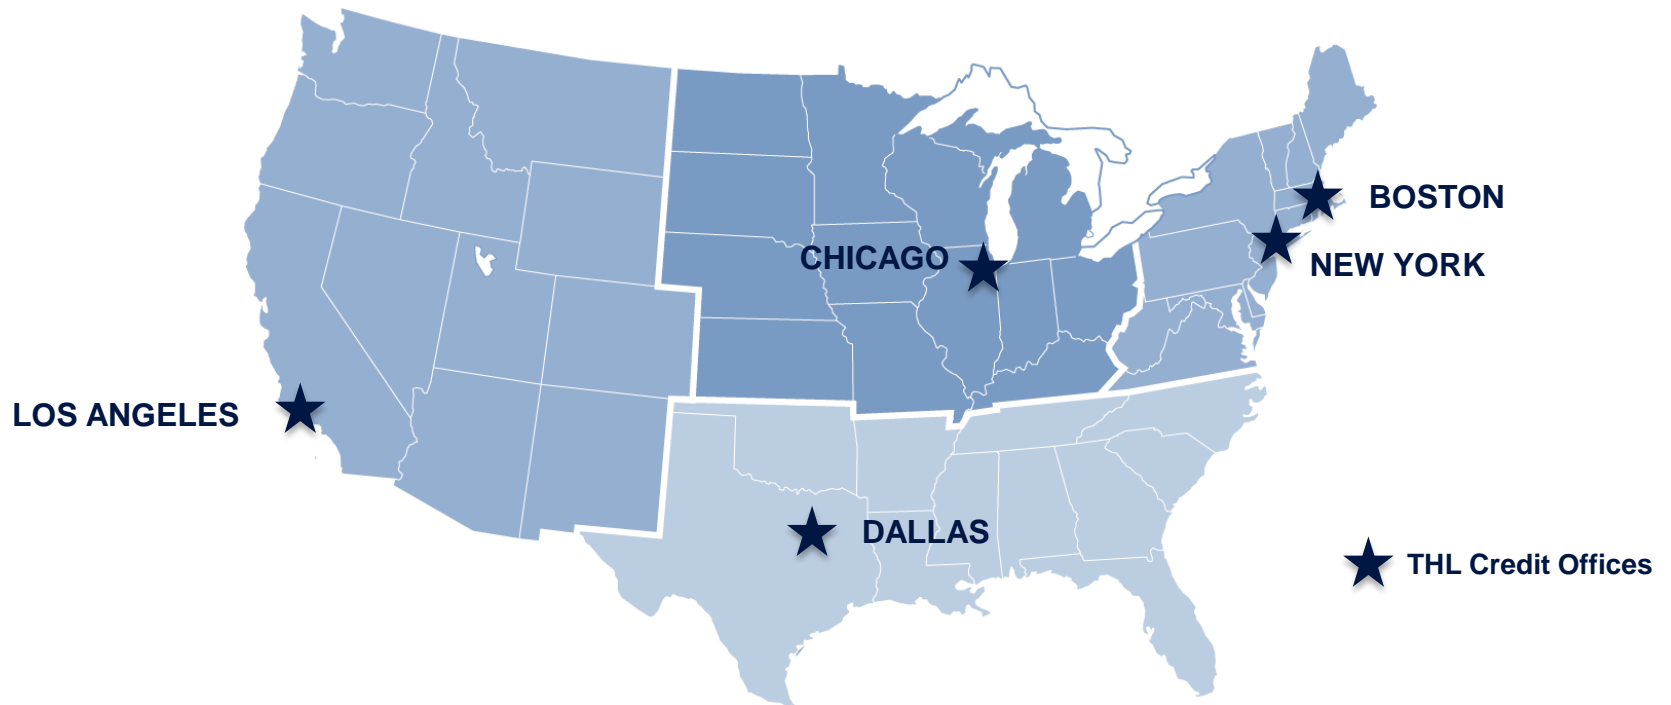 BOSTON
CHICAGO
NEW YORK
LOS ANGELES
DALLAS
THL Credit Offices